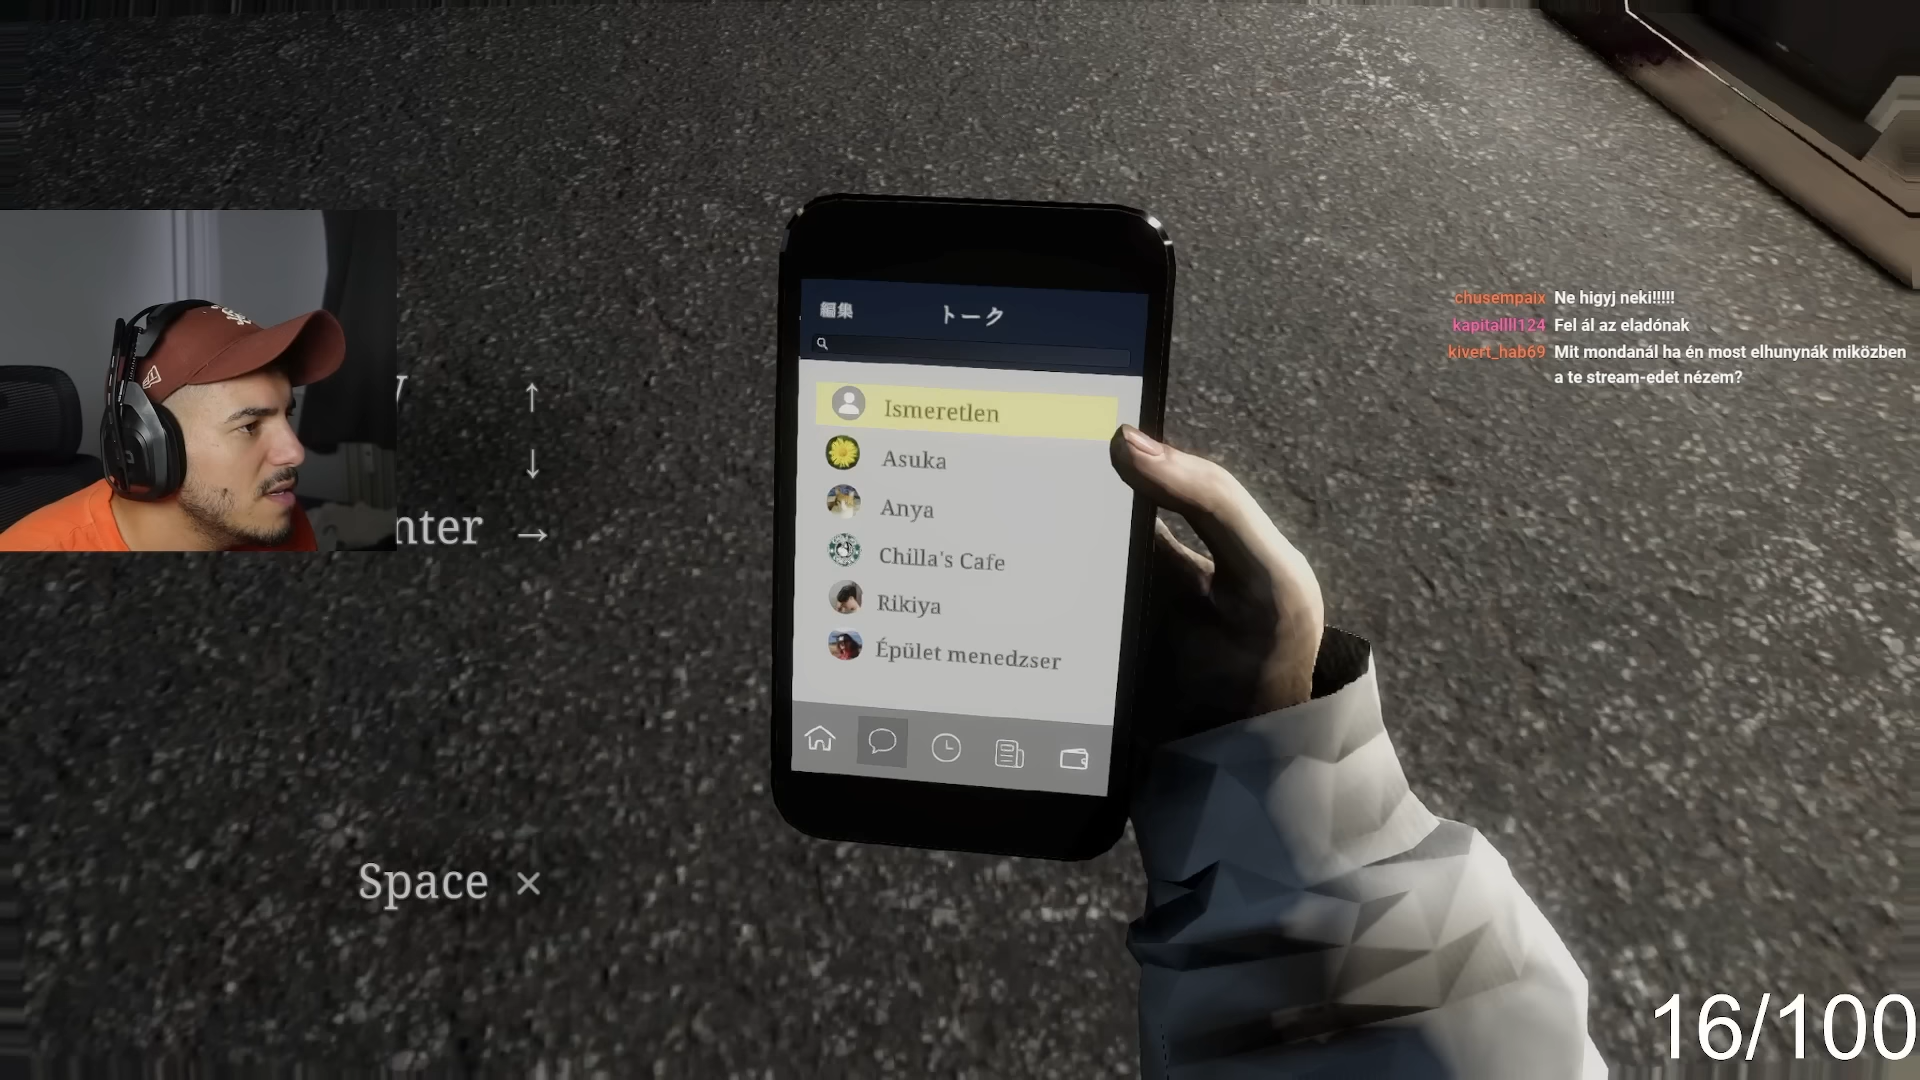 編集
トーク
Ismeretlen
Asuka
Anya
Chilla's Cafe
Rikiya
Épület menedzser
nter →
↑
↓
Space ×
chusempaix Ne higyj neki!!!!!
kapitallll124 Fel ál az eladónak
kivert_hab69 Mit mondanál ha én most elhunynák miközben
a te stream-edet nézem?
16/100